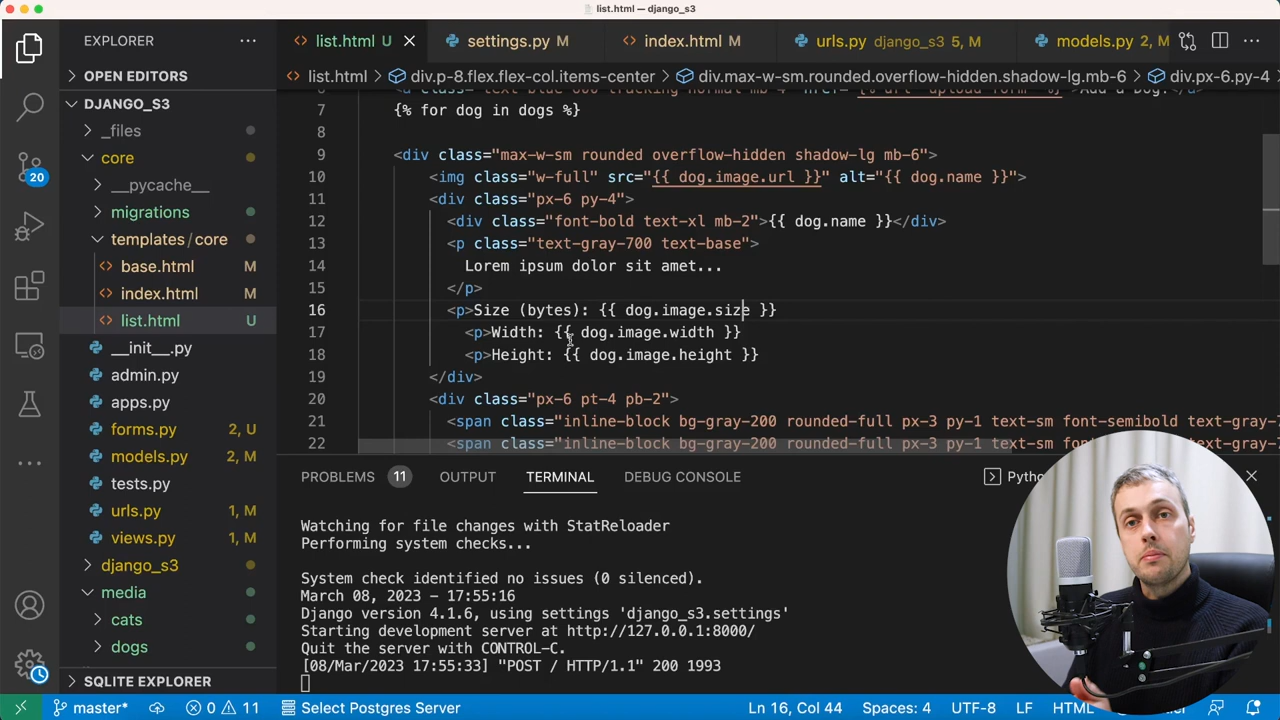 list.html — django_s3
EXPLORER
list.html U
settings.py M
index.html M
urls.py django_s3 5, M
models.py 2, M
OPEN EDITORS
list.html > div.p-8.flex.flex-col.items-center > div.max-w-sm.rounded.overflow-hidden.shadow-lg.mb-6 > div.px-6.py-4 >
DJANGO_S3
_files
core
__pycache__
migrations
templates/core
base.html M
index.html M
list.html U
__init__.py
admin.py
apps.py
forms.py 2, U
models.py 2, M
tests.py
urls.py 1, M
views.py 1, M
django_s3
media
cats
dogs
SQLITE EXPLORER
20
7 {% for dog in dogs %}
8
9 <div class="max-w-sm rounded overflow-hidden shadow-lg mb-6">
10 <img class="w-full" src="{{ dog.image.url }}" alt="{{ dog.name }}">
11 <div class="px-6 py-4">
12 <div class="font-bold text-xl mb-2">{{ dog.name }}</div>
13 <p class="text-gray-700 text-base">
14 Lorem ipsum dolor sit amet...
15 </p>
16 <p>Size (bytes): {{ dog.image.size }}
17 <p>Width: {{ dog.image.width }}
18 <p>Height: {{ dog.image.height }}
19 </div>
20 <div class="px-6 pt-4 pb-2">
21 <span class="inline-block bg-gray-200 rounded-full px-3 py-1 text-sm font-semibold text-gray-7
22 <span class="inline-block bg-gray-200 rounded-full px-3 py-1 text-sm
PROBLEMS 11 OUTPUT TERMINAL DEBUG CONSOLE
Watching for file changes with StatReloader
Performing system checks...
System check identified no issues (0 silenced).
March 08, 2023 - 17:55:16
Django version 4.1.6, using settings 'django_s3.settings'
Starting development server at http://127.0.0.1:8000/
Quit the server with CONTROL-C.
[08/Mar/2023 17:55:33] "POST / HTTP/1.1" 200 1993
master* 0 11 Select Postgres Server Ln 16, Col 44 Spaces: 4 UTF-8 LF HTML